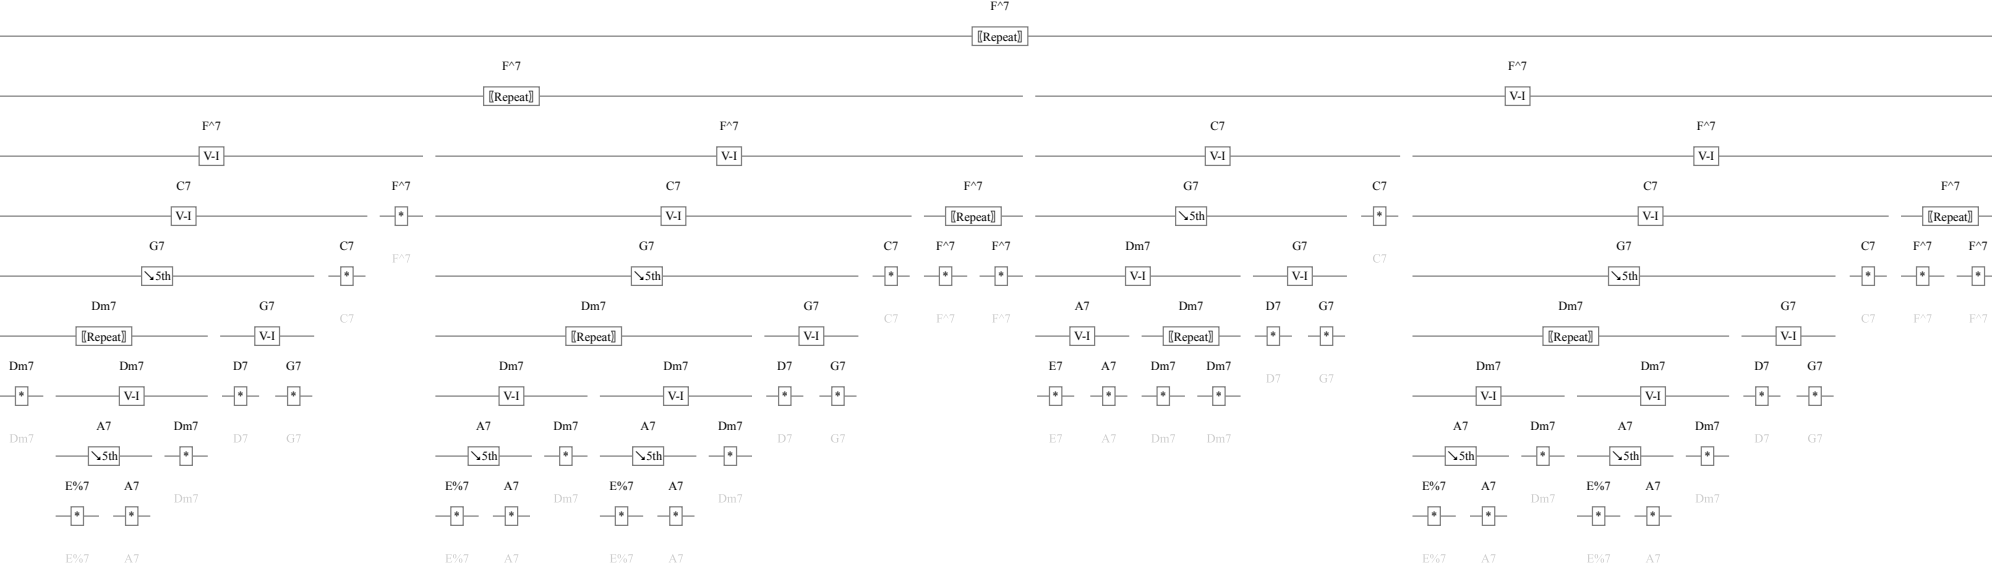 F^7
⟦Repeat⟧
F^7 F^7
⟦Repeat⟧ V-I
F^7 F^7 C7 F^7
V-I V-I V-I V-I
C7 F^7 C7 F^7 G7 C7 C7 F^7
V-I * V-I ⟦Repeat⟧ ↘5th * V-I ⟦Repeat⟧
G7 C7 F^7 G7 C7 F^7 F^7 Dm7 G7 C7 G7 C7 F^7 F^7
↘5th * ↘5th * * * V-I V-I ↘5th * * *
Dm7 G7 C7 Dm7 G7 C7 F^7 F^7 A7 Dm7 D7 G7 Dm7 G7 C7 F^7 F^7
⟦Repeat⟧ V-I ⟦Repeat⟧ V-I V-I ⟦Repeat⟧ * * ⟦Repeat⟧ V-I
Dm7 Dm7 D7 G7 Dm7 Dm7 D7 G7 E7 A7 Dm7 Dm7 D7 G7 Dm7 Dm7 D7 G7
* V-I * * V-I V-I * * * * * * V-I V-I * *
Dm7 A7 Dm7 D7 G7 A7 Dm7 A7 Dm7 D7 G7 E7 A7 Dm7 Dm7 A7 Dm7 A7 Dm7 D7 G7
↘5th * ↘5th * ↘5th * ↘5th * ↘5th *
E%7 A7 Dm7 E%7 A7 Dm7 E%7 A7 Dm7 E%7 A7 Dm7 E%7 A7 Dm7
* * * * * * * * * *
E%7 A7 E%7 A7 E%7 A7 E%7 A7 E%7 A7